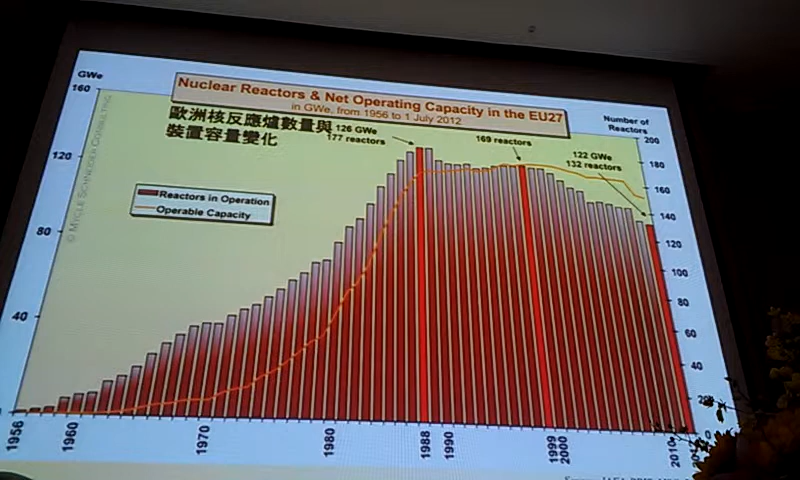 Nuclear Reactors & Net Operating Capacity in the EU27
in GWe, from 1956 to 1 July 2012
歐洲核反應爐數量與
裝置容量變化
GWe
160
120
80
40
© MYCLE SCHNEIDER CONSULTING
126 GWe
177 reactors
169 reactors
122 GWe
132 reactors
Reactors in Operation
Operable Capacity
Number of
Reactors
200
180
160
140
120
100
80
60
40
0
1956
1960
1970
1980
1988
1990
1999
2000
2010